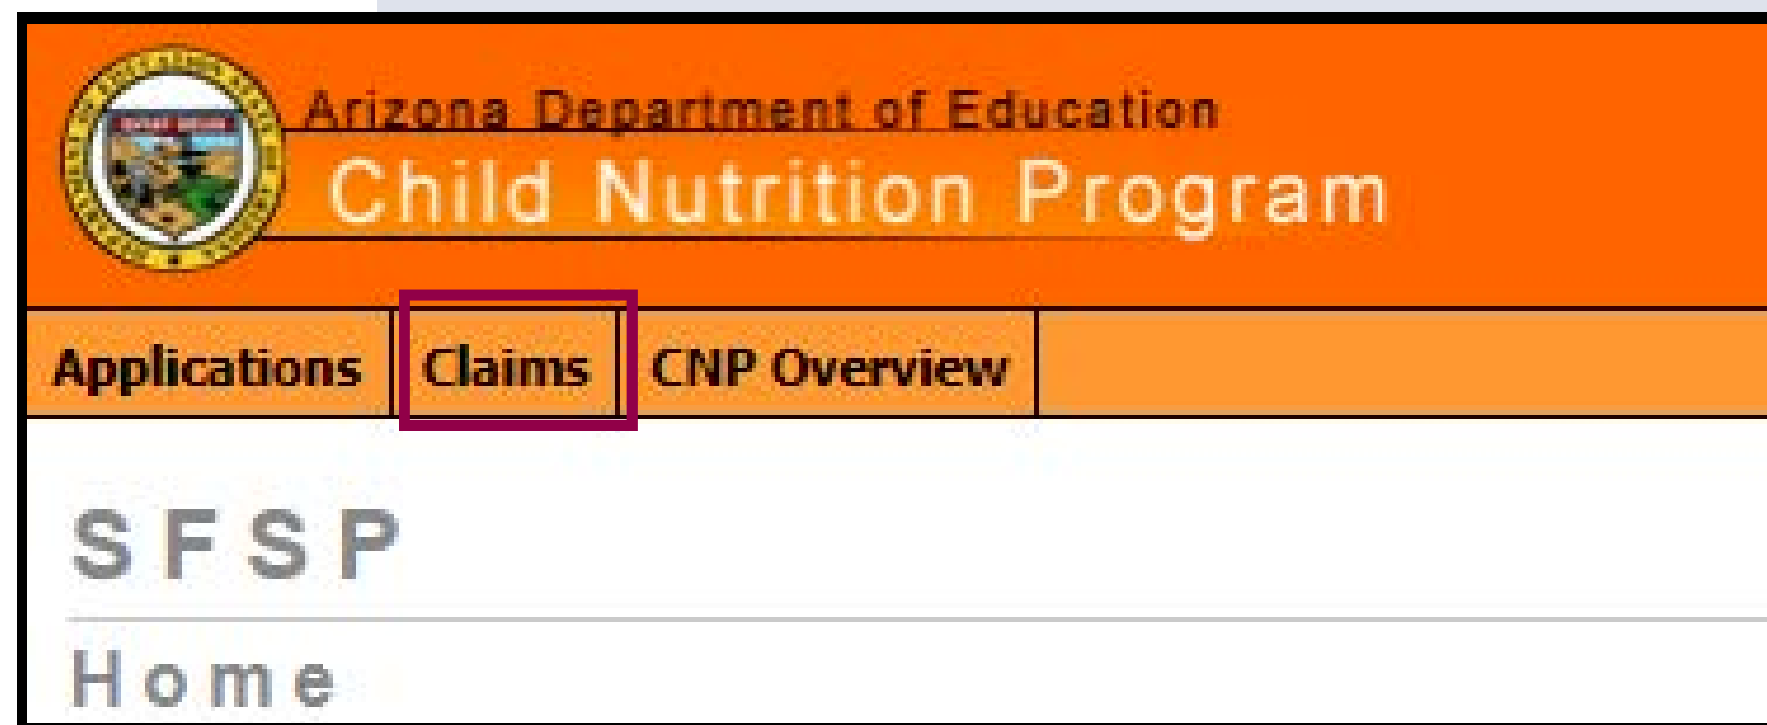 Arizona Department of Education
Child Nutrition Program
Applications Claims CNP Overview
SFSP
Home